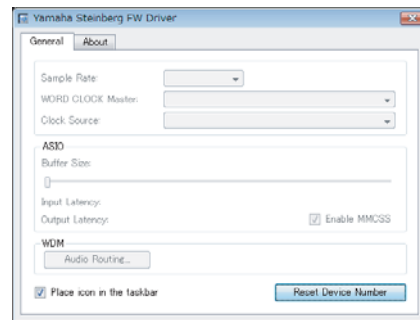 Yamaha Steinberg FW Driver
General
About
Sample Rate:
WORD CLOCK Master:
Clock Source:
ASIO
Buffer Size:
Input Latency:
Output Latency:
Enable MMCSS
WDM
Audio Routing...
Place icon in the taskbar
Reset Device Number